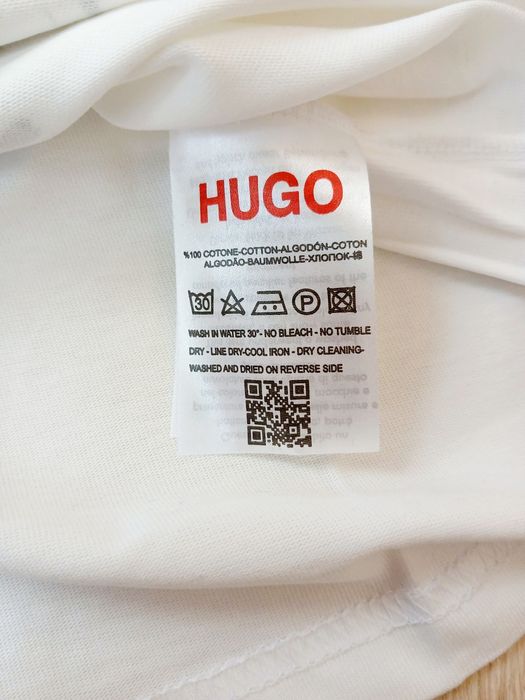 HUGO
%100 COTONE-COTTON-ALGODÓN-COTON
ALGODÃO-BAUMWOLLE-ХЛОПОК-棉
30 P
WASH IN WATER 30°- NO BLEACH - NO TUMBLE
DRY - LINE DRY-COOL IRON - DRY CLEANING-
WASHED AND DRIED ON REVERSE SIDE